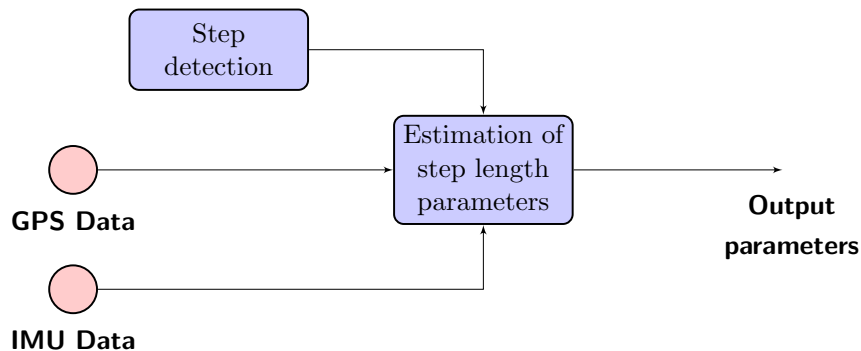 Step
detection
Estimation of
step length
parameters
GPS Data
Output
parameters
IMU Data